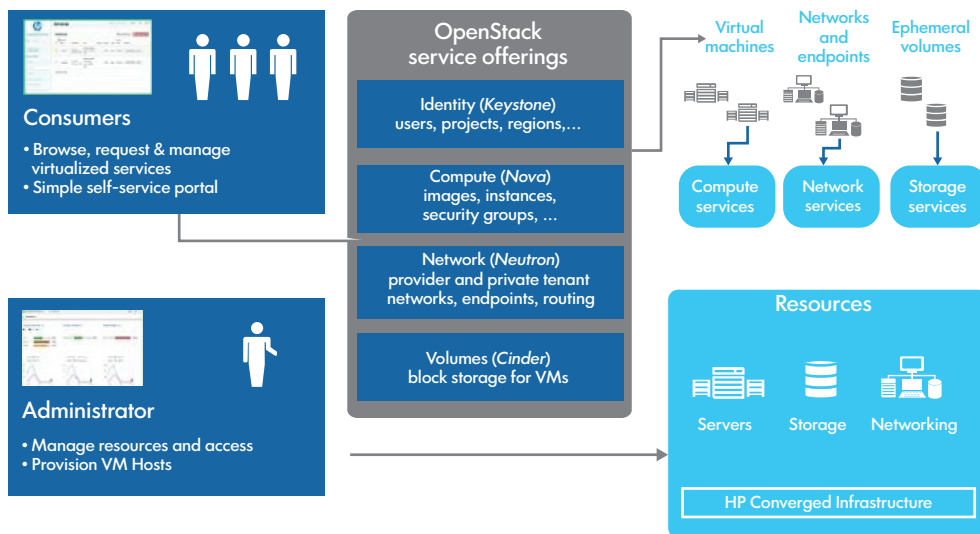 Consumers
• Browse, request & manage
virtualized services
• Simple self-service portal
Administrator
• Manage resources and access
• Provision VM Hosts
OpenStack
service offerings
Identity (Keystone)
users, projects, regions,...
Compute (Nova)
images, instances,
security groups, ...
Network (Neutron)
provider and private tenant
networks, endpoints, routing
Volumes (Cinder)
block storage for VMs
Virtual
machines
Networks
and
endpoints
Ephemeral
volumes
Compute
services
Network
services
Storage
services
Resources
Servers
Storage
Networking
HP Converged Infrastructure